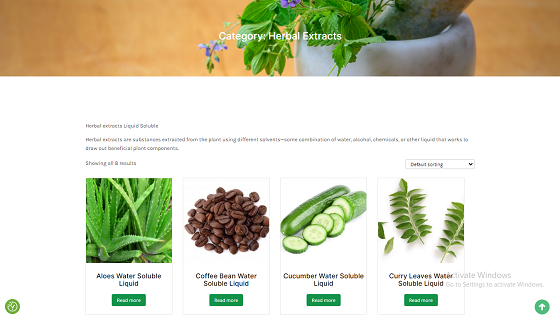 Category: Herbal Extracts
Herbal extracts Liquid Soluble
Herbal extracts are substances extracted from the plant using different solvents—some combination of water, alcohol, chemicals, or other liquid that works to
draw out beneficial plant components.
Showing all 8 results
Default sorting
Aloes Water Soluble
Liquid
Read more
Coffee Bean Water
Soluble Liquid
Read more
Cucumber Water Soluble
Liquid
Read more
Curry Leaves Water
Soluble Liquid
Read more
Activate Windows
Go to Settings to activate Windows.